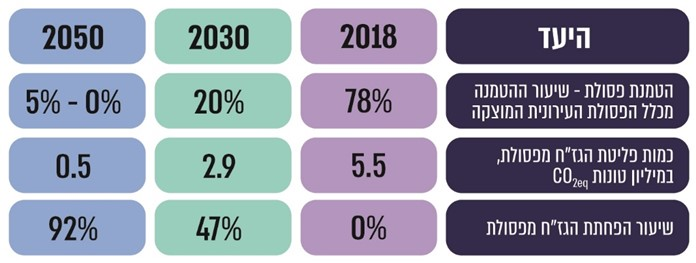 היעד 2018 2030 2050
הטמנת פסולת - שיעור ההטמנה
מכלל הפסולת העירונית המוצקה
78% 20% 0% - 5%
כמות פליטת הגז"ח מפסולת,
במיליון טונות CO2eq
5.5 2.9 0.5
שיעור הפחתת הגז"ח מפסולת 0% 47% 92%